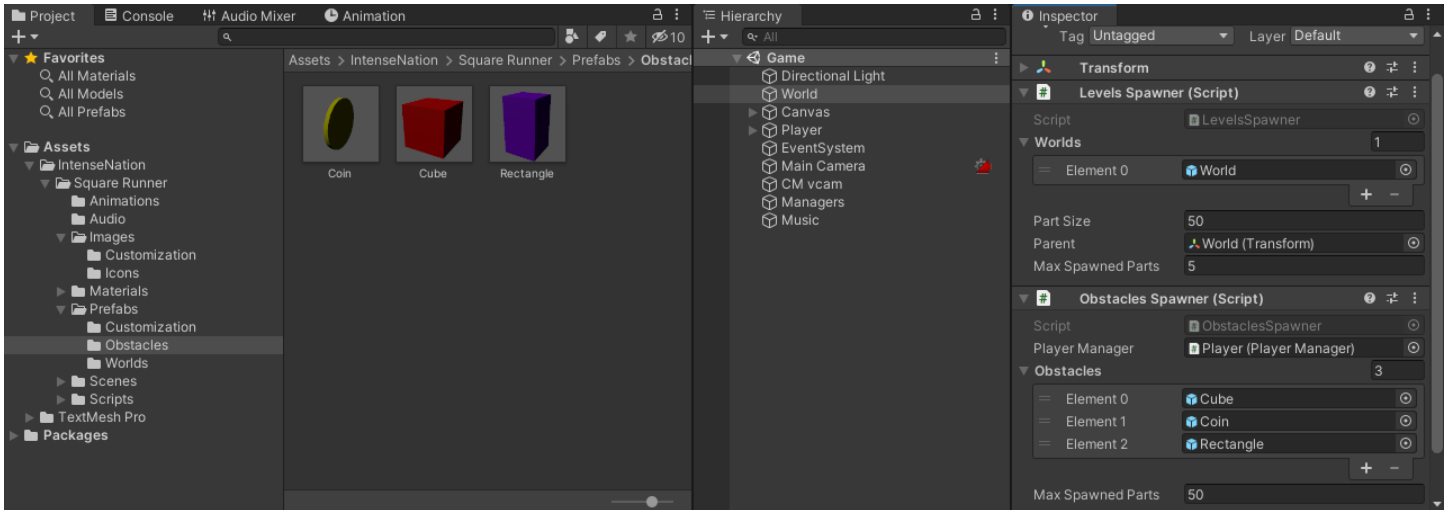 Project
Console
Audio Mixer
Animation
10
Favorites
All Materials
All Models
All Prefabs
Assets
IntenseNation
Square Runner
Animations
Audio
Images
Customization
Icons
Materials
Prefabs
Customization
Obstacles
Worlds
Scenes
Scripts
TextMesh Pro
Packages
Assets > IntenseNation > Square Runner > Prefabs > Obstacl
Coin
Cube
Rectangle
Hierarchy
All
Game
Directional Light
World
Canvas
Player
EventSystem
Main Camera
CM vcam
Managers
Music
Inspector
Tag Untagged Layer Default
Transform
Levels Spawner (Script)
Script LevelsSpawner
Worlds 1
Element 0 World
Part Size 50
Parent World (Transform)
Max Spawned Parts 5
Obstacles Spawner (Script)
Script ObstaclesSpawner
Player Manager Player (Player Manager)
Obstacles 3
Element 0 Cube
Element 1 Coin
Element 2 Rectangle
Max Spawned Parts 50